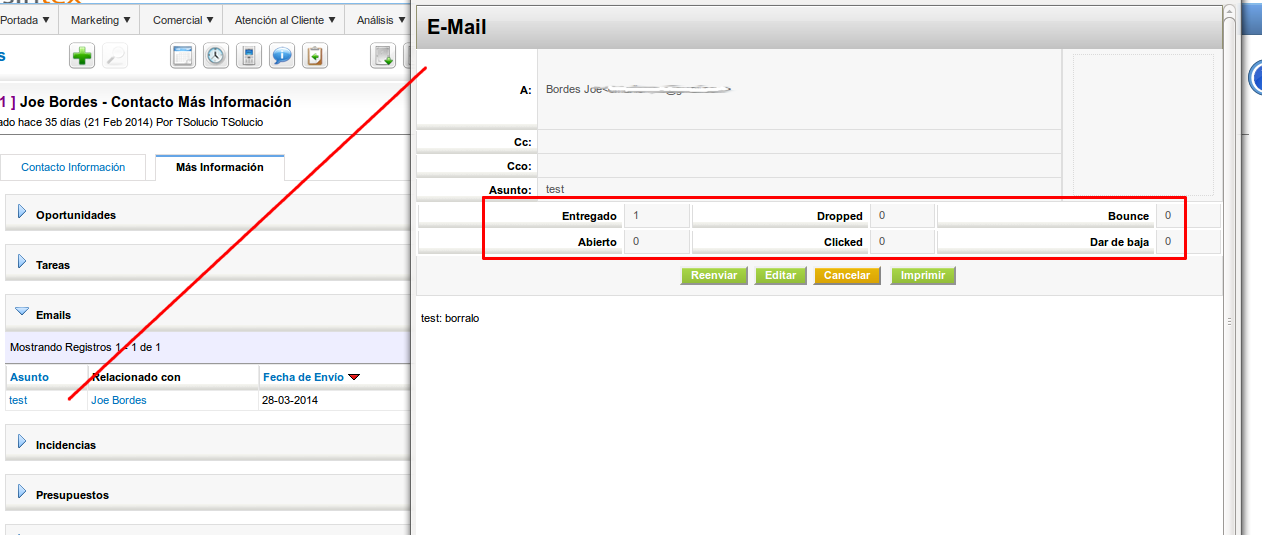 Portada Marketing Comercial Atención al Cliente Análisis
1 ] Joe Bordes - Contacto Más Información
ado hace 35 días (21 Feb 2014) Por TSolucio TSolucio
Contacto Información Más Información
Oportunidades
Tareas
Emails
Mostrando Registros 1 - 1 de 1
Asunto Relacionado con Fecha de Envío
test Joe Bordes 28-03-2014
Incidencias
Presupuestos
E-Mail
A: Bordes Joe<
Cc:
Cco:
Asunto: test
Entregado 1 Dropped 0 Bounce 0
Abierto 0 Clicked 0 Dar de baja 0
Reenviar Editar Cancelar Imprimir
test: borralo